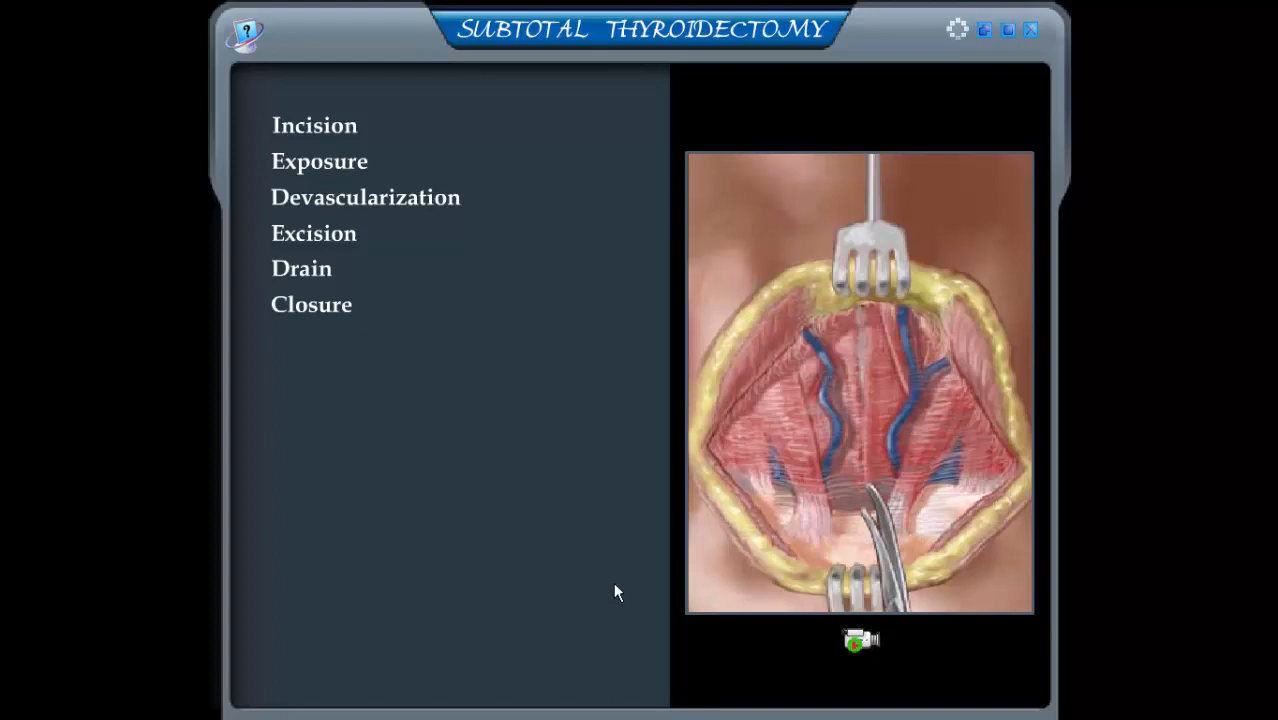 SUBTOTAL THYROIDECTOMY
?
Incision
Exposure
Devascularization
Excision
Drain
Closure